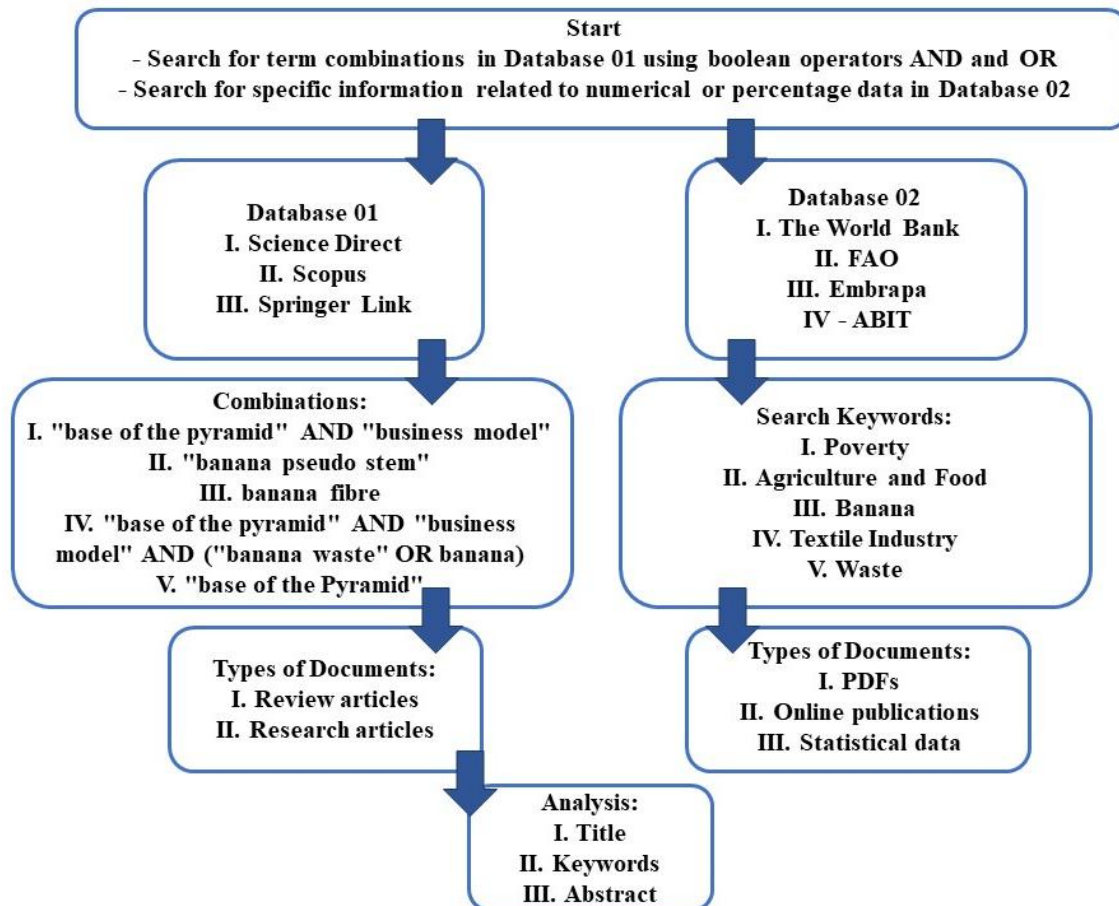 Start
- Search for term combinations in Database 01 using boolean operators AND and OR
- Search for specific information related to numerical or percentage data in Database 02
Database 01
I. Science Direct
II. Scopus
III. Springer Link
Database 02
I. The World Bank
II. FAO
III. Embrapa
IV - ABIT
Combinations:
I. "base of the pyramid" AND "business model"
II. "banana pseudo stem"
III. banana fibre
IV. "base of the pyramid" AND "business
model" AND ("banana waste" OR banana)
V. "base of the Pyramid"
Search Keywords:
I. Poverty
II. Agriculture and Food
III. Banana
IV. Textile Industry
V. Waste
Types of Documents:
I. Review articles
II. Research articles
Types of Documents:
I. PDFs
II. Online publications
III. Statistical data
Analysis:
I. Title
II. Keywords
III. Abstract